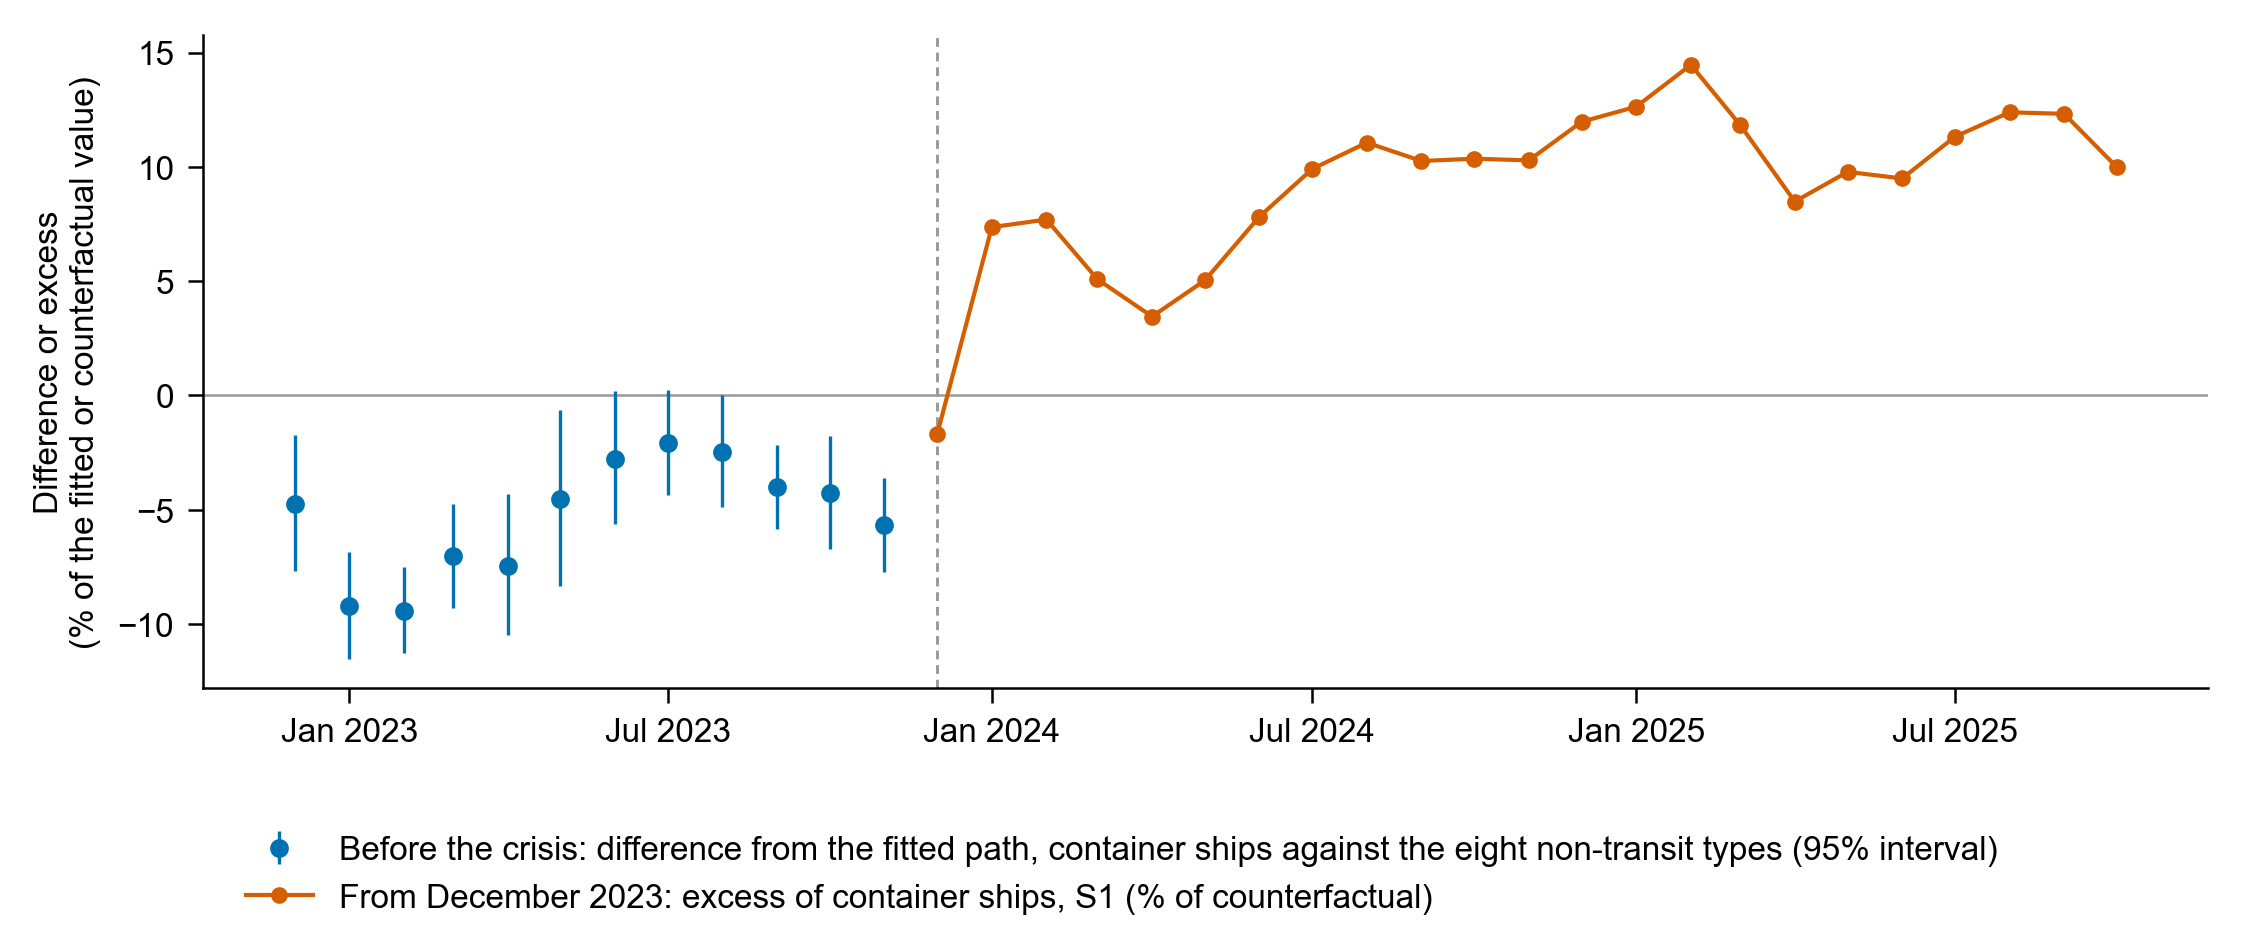 Difference or excess
(% of the fitted or counterfactual value)
15
10
5
0
−5
−10
Jan 2023
Jul 2023
Jan 2024
Jul 2024
Jan 2025
Jul 2025
Before the crisis: difference from the fitted path, container ships against the eight non-transit types (95% interval)
From December 2023: excess of container ships, S1 (% of counterfactual)